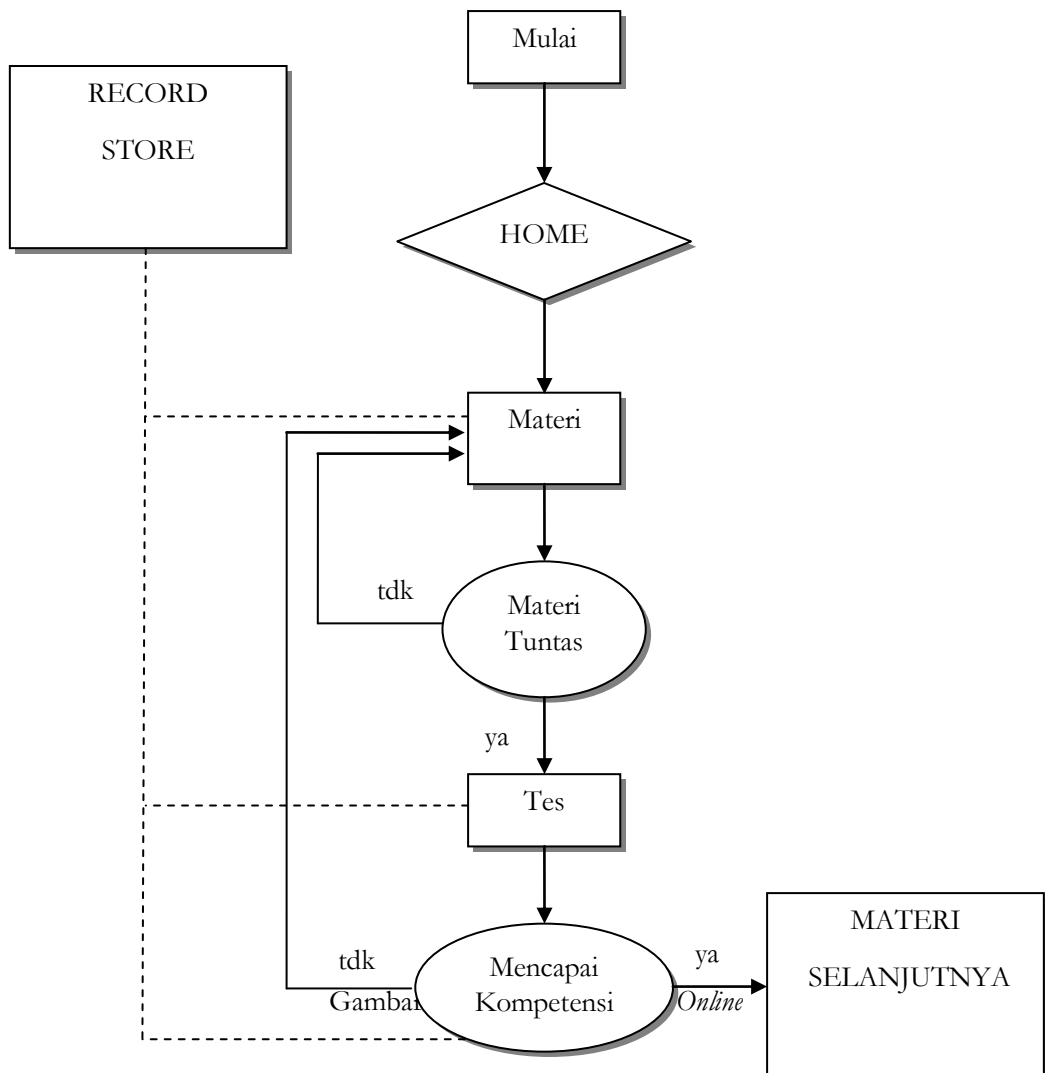 Mulai
RECORD
STORE
HOME
Materi
tdk
Materi
Tuntas
ya
Tes
tdk
Mencapai
Kompetensi
ya
Online
MATERI
SELANJUTNYA